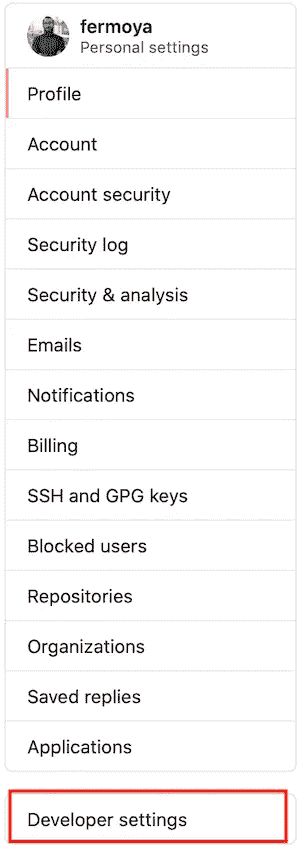 fermoya
Personal settings
Profile
Account
Account security
Security log
Security & analysis
Emails
Notifications
Billing
SSH and GPG keys
Blocked users
Repositories
Organizations
Saved replies
Applications
Developer settings